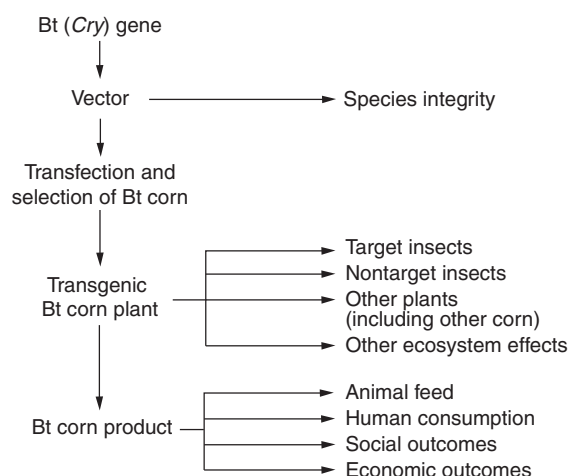 Bt (Cry) gene
Vector
Species integrity
Transfection and
selection of Bt corn
Transgenic
Bt corn plant
Target insects
Nontarget insects
Other plants
(including other corn)
Other ecosystem effects
Bt corn product
Animal feed
Human consumption
Social outcomes
Economic outcomes